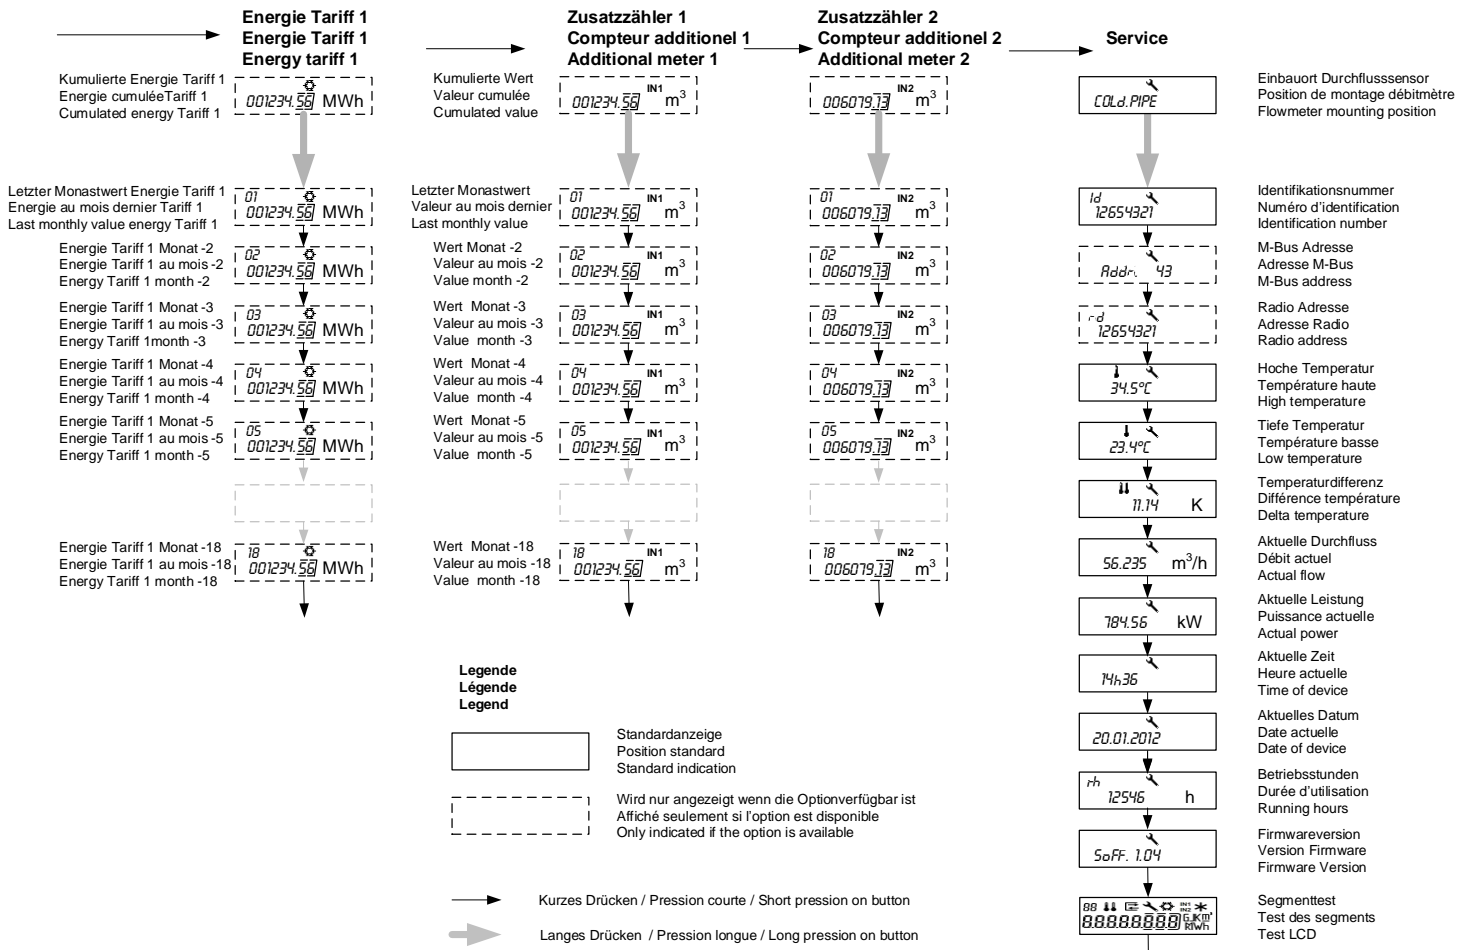 Energie Tariff 1
Energie Tariff 1
Energy tariff 1
Kumulierte Energie Tariff 1
Energie cumuléeTariff 1
Cumulated energy Tariff 1
001234.56 MWh
Letzter Monastwert Energie Tariff 1
Energie au mois dernier Tariff 1
Last monthly value energy Tariff 1
01
001234.56 MWh
Energie Tariff 1 Monat -2
Energie Tariff 1 au mois -2
Energy Tariff 1 month -2
02
001234.56 MWh
Energie Tariff 1 Monat -3
Energie Tariff 1 au mois -3
Energy Tariff 1month -3
03
001234.56 MWh
Energie Tariff 1 Monat -4
Energie Tariff 1 au mois -4
Energy Tariff 1 month -4
04
001234.56 MWh
Energie Tariff 1 Monat -5
Energie Tariff 1 au mois -5
Energy Tariff 1 month -5
05
001234.56 MWh
Energie Tariff 1 Monat -18
Energie Tariff 1 au mois -18
Energy Tariff 1 month -18
18
001234.56 MWh
Zusatzzähler 1
Compteur additionel 1
Additional meter 1
Kumulierte Wert
Valeur cumulée
Cumulated value
IN1
001234.56 m³
Letzter Monastwert
Valeur au mois dernier
Last monthly value
01 IN1
001234.56 m³
Wert Monat -2
Valeur au mois -2
Value month -2
02 IN1
001234.56 m³
Wert Monat -3
Valeur au mois -3
Value month -3
03 IN1
001234.56 m³
Wert Monat -4
Valeur au mois -4
Value month -4
04 IN1
001234.56 m³
Wert Monat -5
Valeur au mois -5
Value month -5
05 IN1
001234.56 m³
Wert Monat -18
Valeur au mois -18
Value month -18
18 IN1
001234.56 m³
Zusatzzähler 2
Compteur additionel 2
Additional meter 2
IN2
006079.13 m³
01 IN2
006079.13 m³
02 IN2
006079.13 m³
03 IN2
006079.13 m³
04 IN2
006079.13 m³
05 IN2
006079.13 m³
18 IN2
006079.13 m³
Service
COLd.PIPE
Einbauort Durchflusssensor
Position de montage débitmètre
Flowmeter mounting position
Id
12654321
Identifikationsnummer
Numéro d'identification
Identification number
Addr. 43
M-Bus Adresse
Adresse M-Bus
M-Bus address
rd
12654321
Radio Adresse
Adresse Radio
Radio address
34.5°C
Hoche Temperatur
Température haute
High temperature
23.4°C
Tiefe Temperatur
Température basse
Low temperature
11.14 K
Temperaturdifferenz
Différence température
Delta temperature
56.235 m³/h
Aktuelle Durchfluss
Débit actuel
Actual flow
784.56 kW
Aktuelle Leistung
Puissance actuelle
Actual power
14h36
Aktuelle Zeit
Heure actuelle
Time of device
20.01.2012
Aktuelles Datum
Date actuelle
Date of device
rh
12546 h
Betriebsstunden
Durée d'utilisation
Running hours
SoFF. 1.04
Firmwareversion
Version Firmware
Firmware Version
88 IN1 IN2
8.8.8.8.8.8.8.8
Segmenttest
Test des segments
Test LCD
Legende
Légende
Legend
Standardanzeige
Position standard
Standard indication
Wird nur angezeigt wenn die Optionverfügbar ist
Affiché seulement si l'option est disponible
Only indicated if the option is available
Kurzes Drücken / Pression courte / Short pression on button
Langes Drücken / Pression longue / Long pression on button